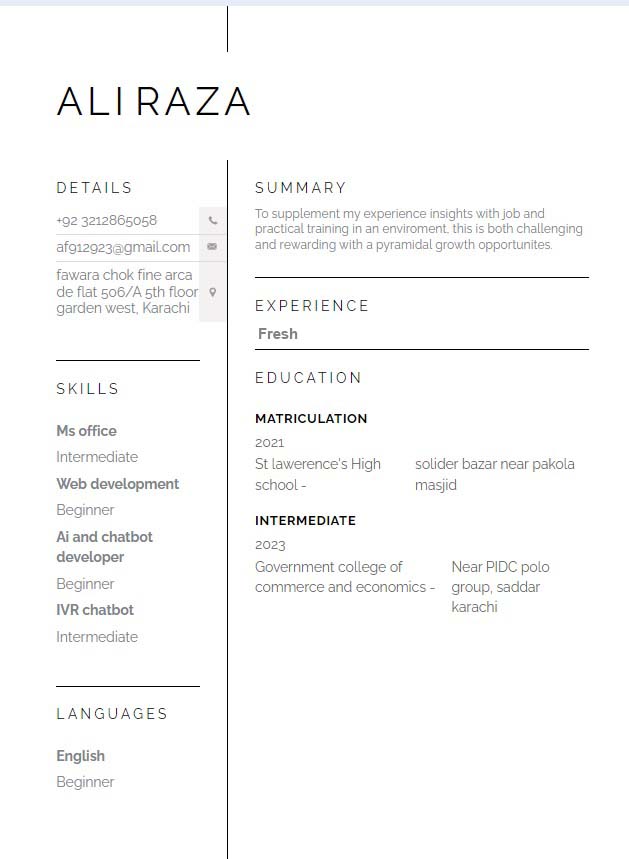 ALI RAZA
DETAILS
+92 3212865058
af912923@gmail.com
fawara chok fine arca
de flat 506/A 5th floor
garden west, Karachi
SKILLS
Ms office
Intermediate
Web development
Beginner
Ai and chatbot
developer
Beginner
IVR chatbot
Intermediate
LANGUAGES
English
Beginner
SUMMARY
To supplement my experience insights with job and
practical training in an enviroment, this is both challenging
and rewarding with a pyramidal growth opportunites.
EXPERIENCE
Fresh
EDUCATION
MATRICULATION
2021
St lawerence's High
school -
solider bazar near pakola
masjid
INTERMEDIATE
2023
Government college of
commerce and economics -
Near PIDC polo
group, saddar
karachi